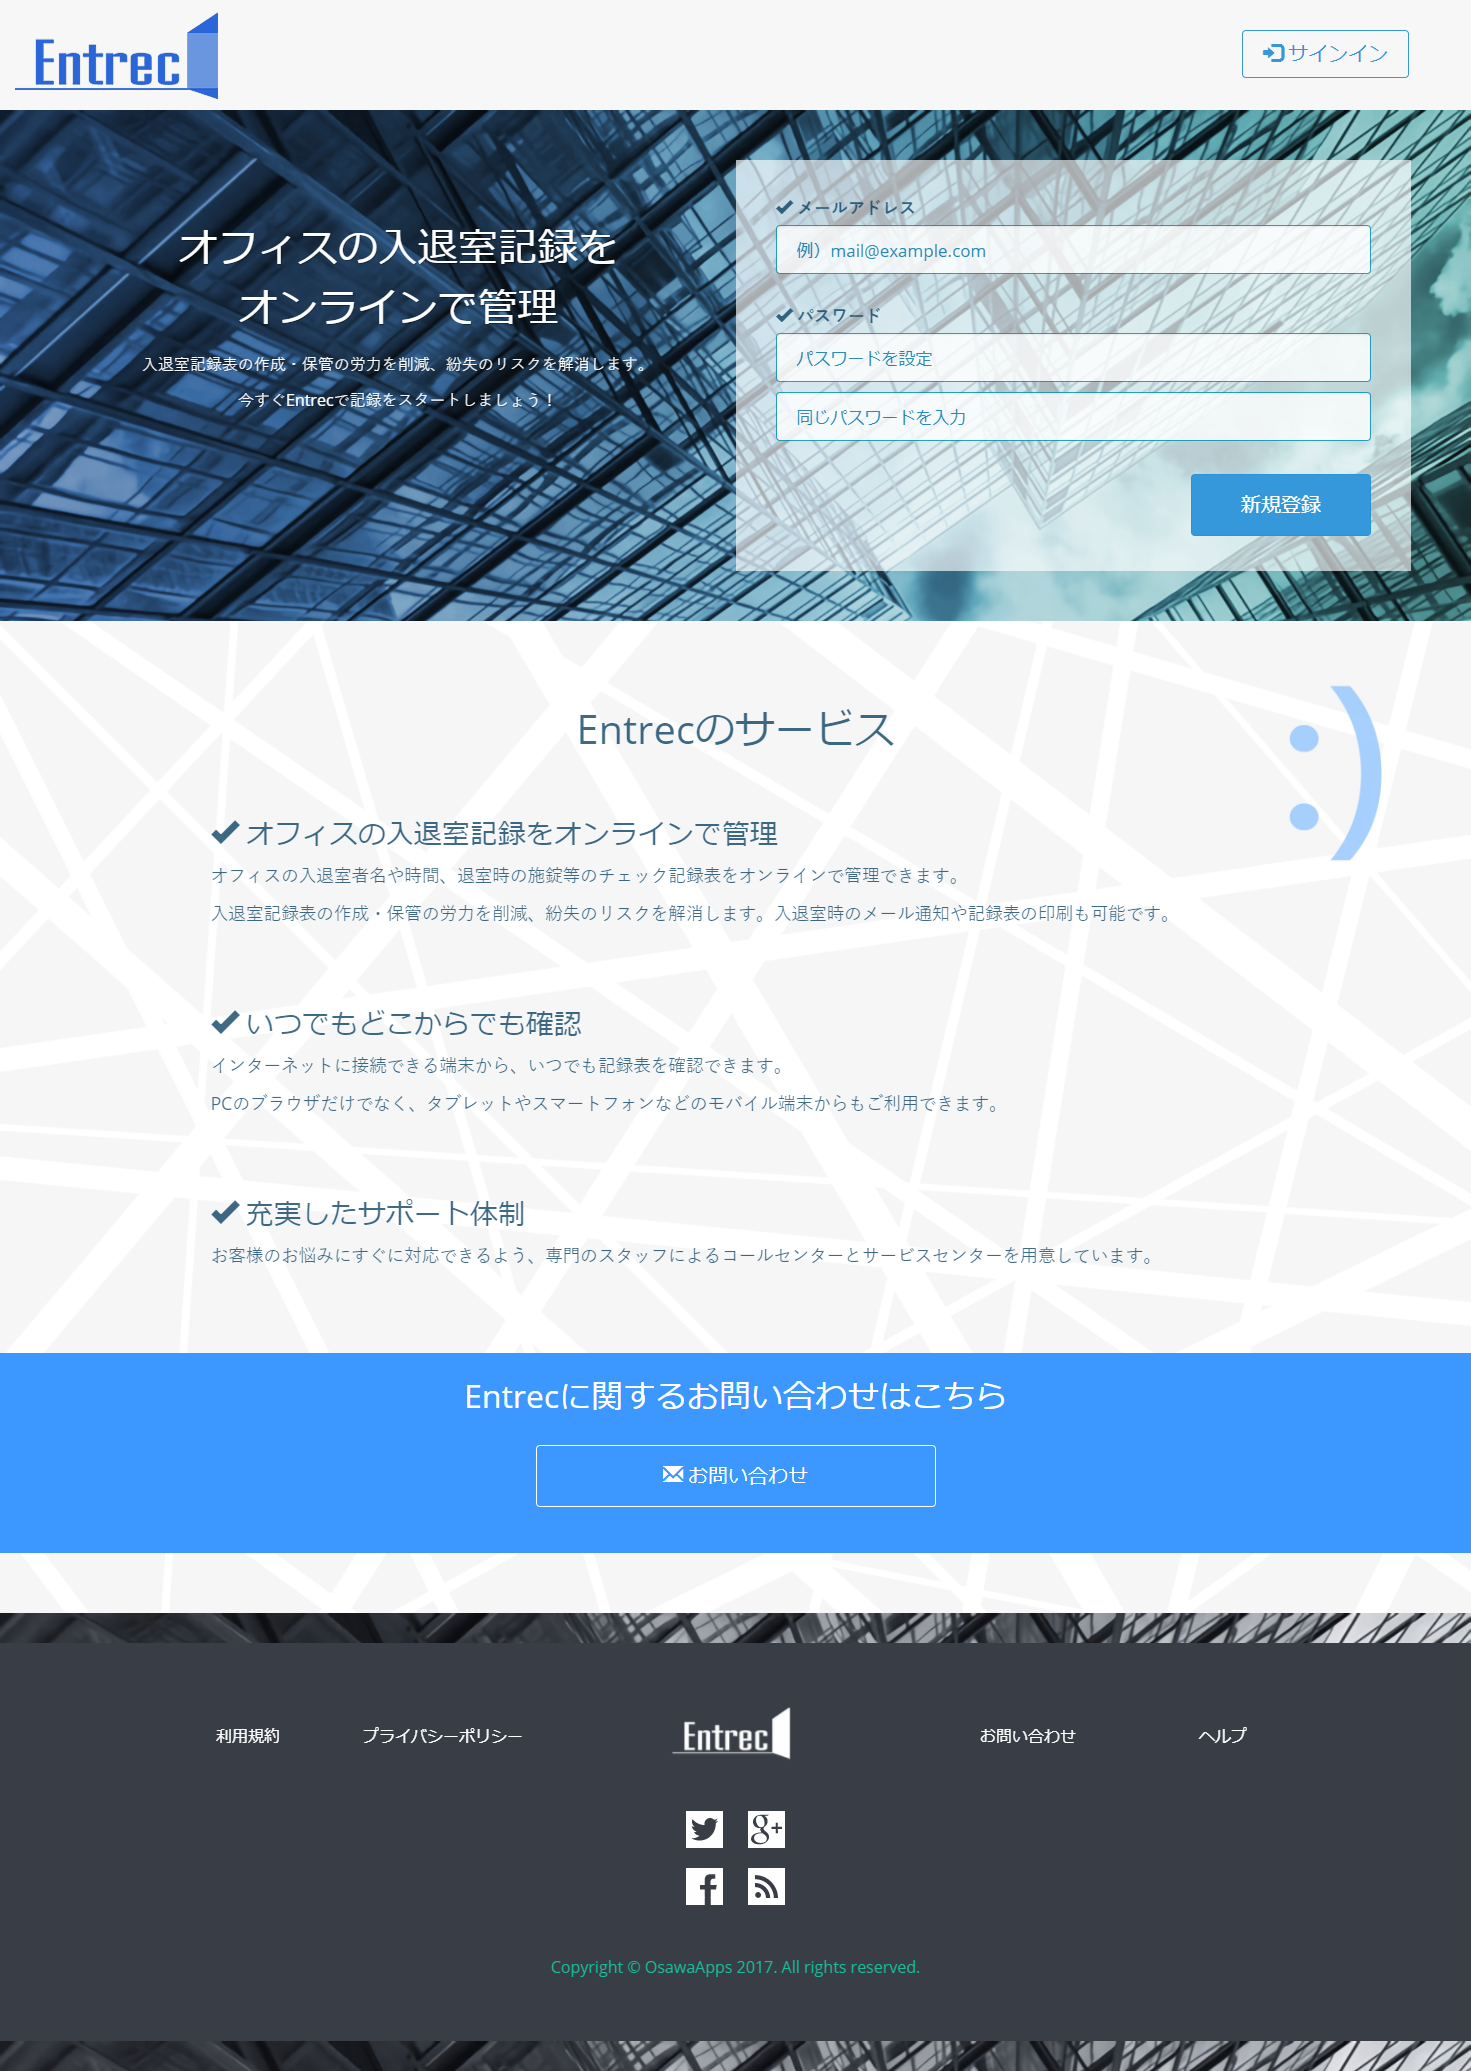 Entrec
サインイン
オフィスの入退室記録を
オンラインで管理
入退室記録表の作成・保管の労力を削減、紛失のリスクを解消します。
今すぐEntrecで記録をスタートしましょう！
メールアドレス
例）mail@example.com
パスワード
パスワードを設定
同じパスワードを入力
新規登録
Entrecのサービス
:)
オフィスの入退室記録をオンラインで管理
オフィスの入退室者名や時間、退室時の施錠等のチェック記録表をオンラインで管理できます。
入退室記録表の作成・保管の労力を削減、紛失のリスクを解消します。入退室時のメール通知や記録表の印刷も可能です。
いつでもどこからでも確認
インターネットに接続できる端末から、いつでも記録表を確認できます。
PCのブラウザだけでなく、タブレットやスマートフォンなどのモバイル端末からもご利用できます。
充実したサポート体制
お客様のお悩みにすぐに対応できるよう、専門のスタッフによるコールセンターとサービスセンターを用意しています。
Entrecに関するお問い合わせはこちら
お問い合わせ
利用規約
プライバシーポリシー
Entrec
お問い合わせ
ヘルプ
g+
f
Copyright © OsawaApps 2017. All rights reserved.